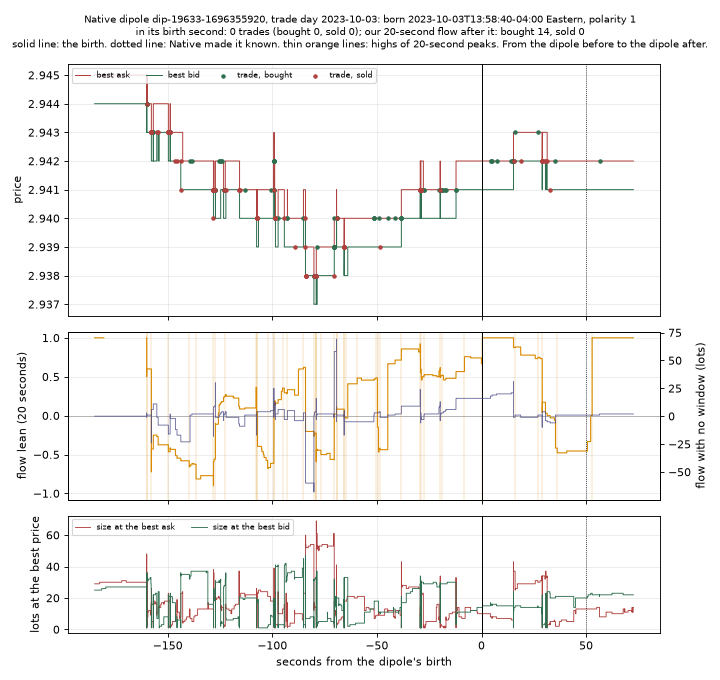 Native dipole dip-19633-1696355920, trade day 2023-10-03: born 2023-10-03T13:58:40-04:00 Eastern, polarity 1
in its birth second: 0 trades (bought 0, sold 0); our 20-second flow after it: bought 14, sold 0
solid line: the birth. dotted line: Native made it known. thin orange lines: highs of 20-second peaks. From the dipole before to the dipole after.
best ask best bid trade, bought trade, sold
2.945
2.944
2.943
2.942
2.941
2.940
2.939
2.938
2.937
price
1.0
0.5
0.0
−0.5
−1.0
flow lean (20 seconds)
75
50
25
0
−25
−50
flow with no window (lots)
size at the best ask size at the best bid
60
40
20
0
lots at the best price
−150 −100 −50 0 50
seconds from the dipole's birth